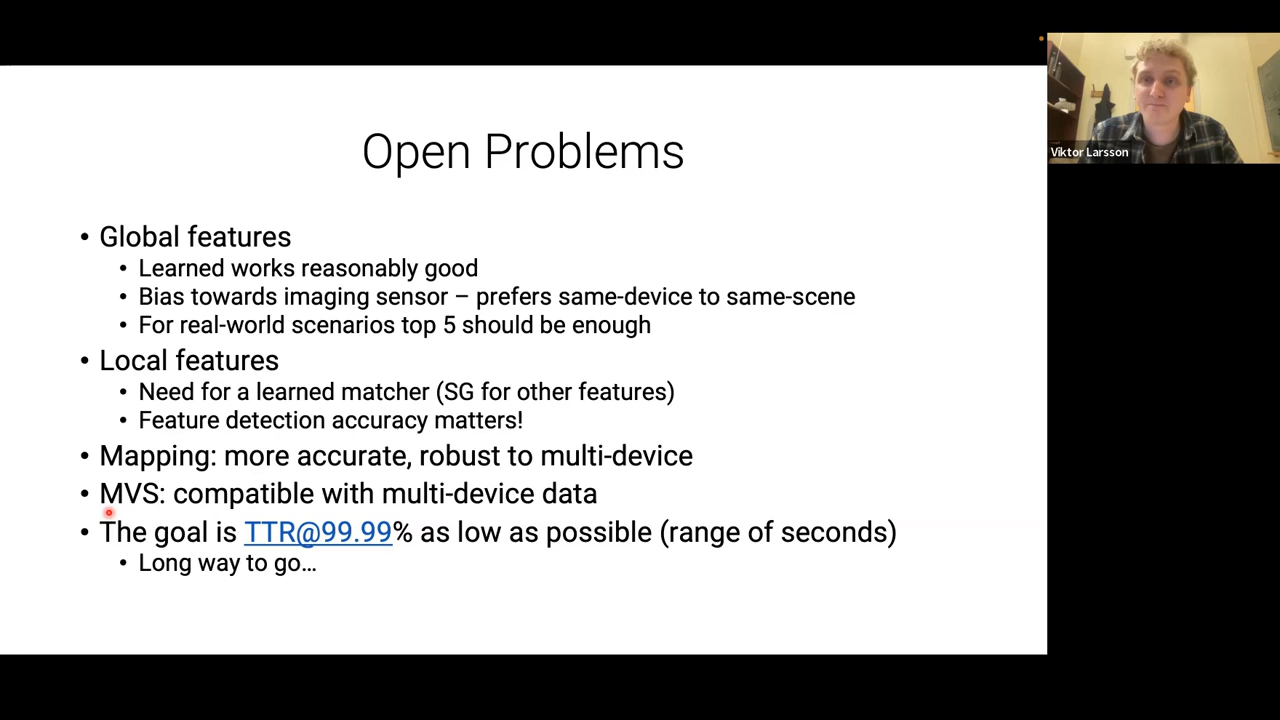 Open Problems
• Global features
• Learned works reasonably good
• Bias towards imaging sensor – prefers same-device to same-scene
• For real-world scenarios top 5 should be enough
• Local features
• Need for a learned matcher (SG for other features)
• Feature detection accuracy matters!
• Mapping: more accurate, robust to multi-device
• MVS: compatible with multi-device data
• The goal is TTR@99.99% as low as possible (range of seconds)
• Long way to go…
Viktor Larsson